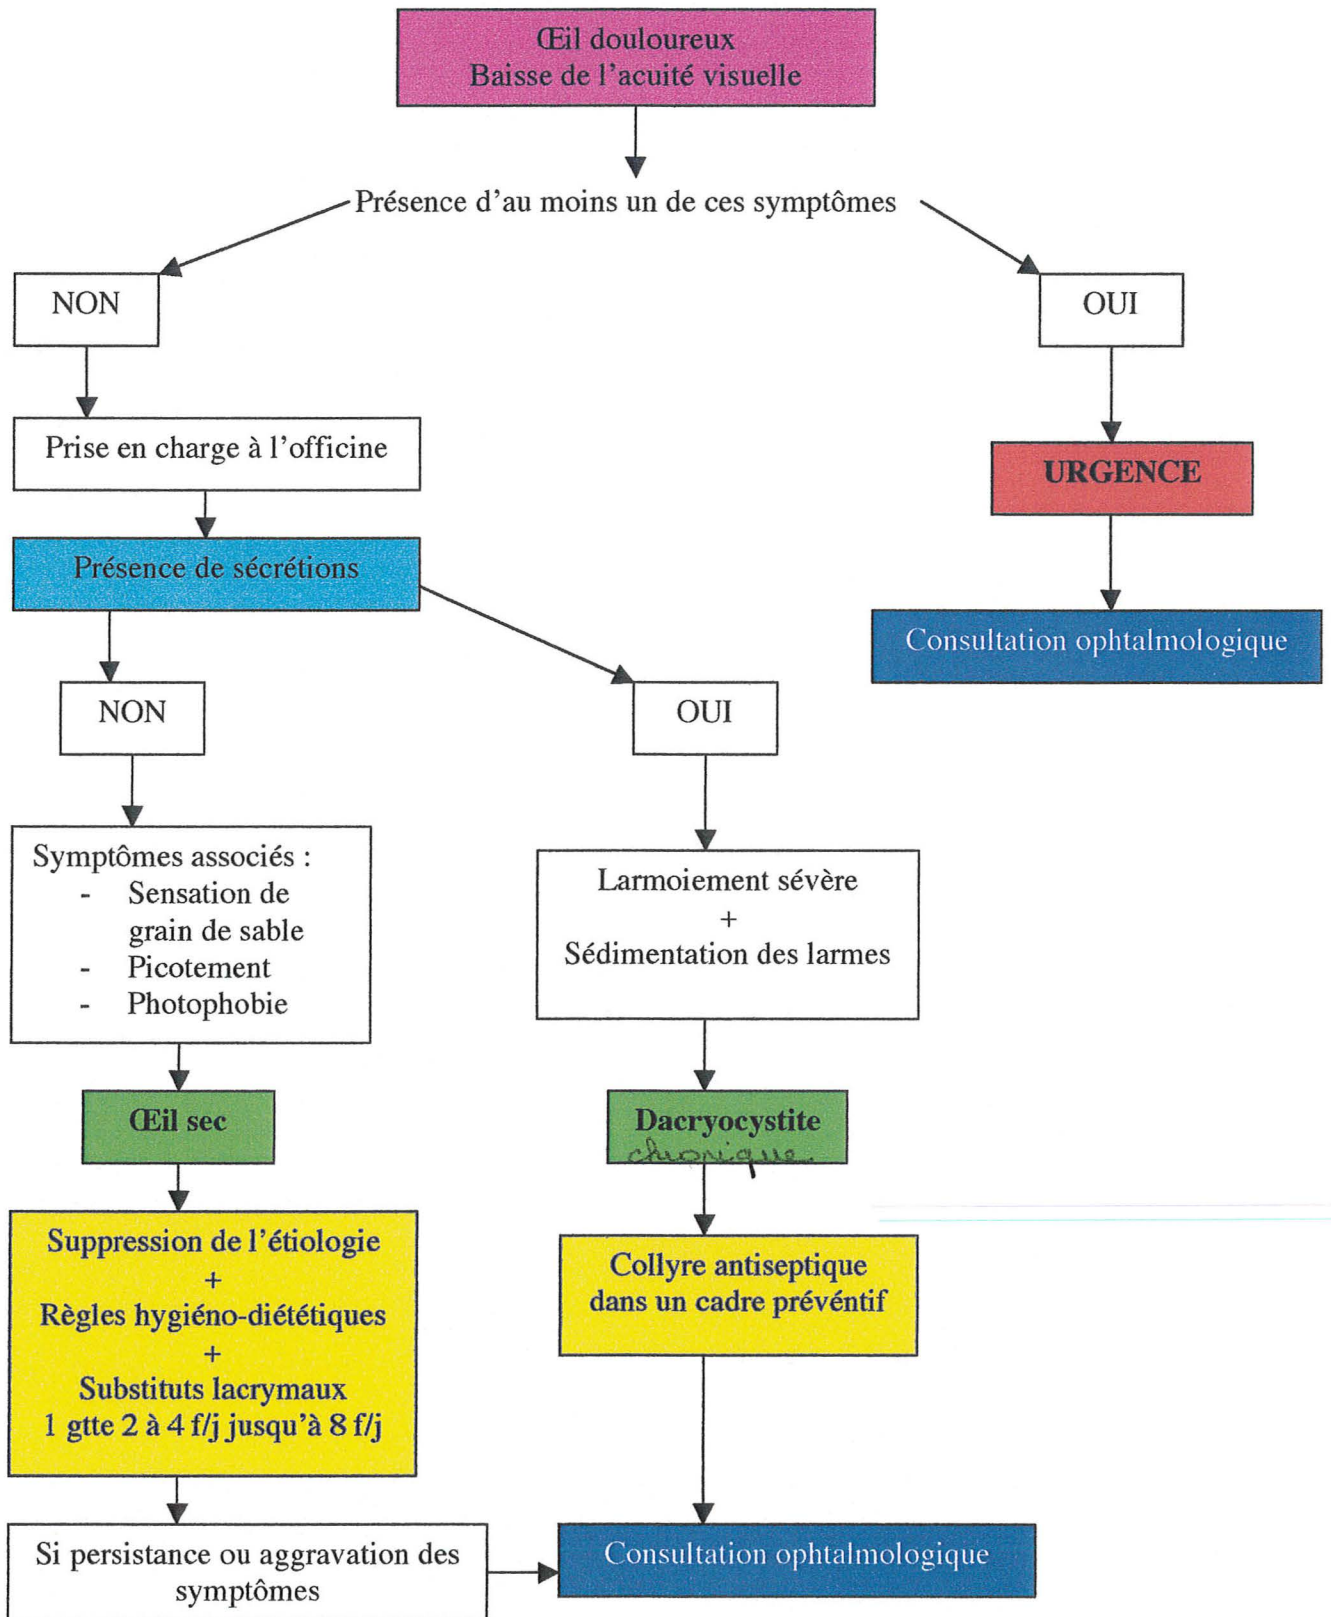 Œil douloureux
Baisse de l'acuité visuelle
Présence d'au moins un de ces symptômes
NON
OUI
Prise en charge à l'officine
URGENCE
Présence de sécrétions
Consultation ophtalmologique
NON
OUI
Symptômes associés :
- Sensation de
grain de sable
- Picotement
- Photophobie
Larmoiement sévère
+
Sédimentation des larmes
Œil sec
Dacryocystite
chronique.
Suppression de l'étiologie
+
Règles hygiéno-diététiques
+
Substituts lacrymaux
1 gtte 2 à 4 f/j jusqu'à 8 f/j
Collyre antiseptique
dans un cadre préventif
Si persistance ou aggravation des
symptômes
Consultation ophtalmologique